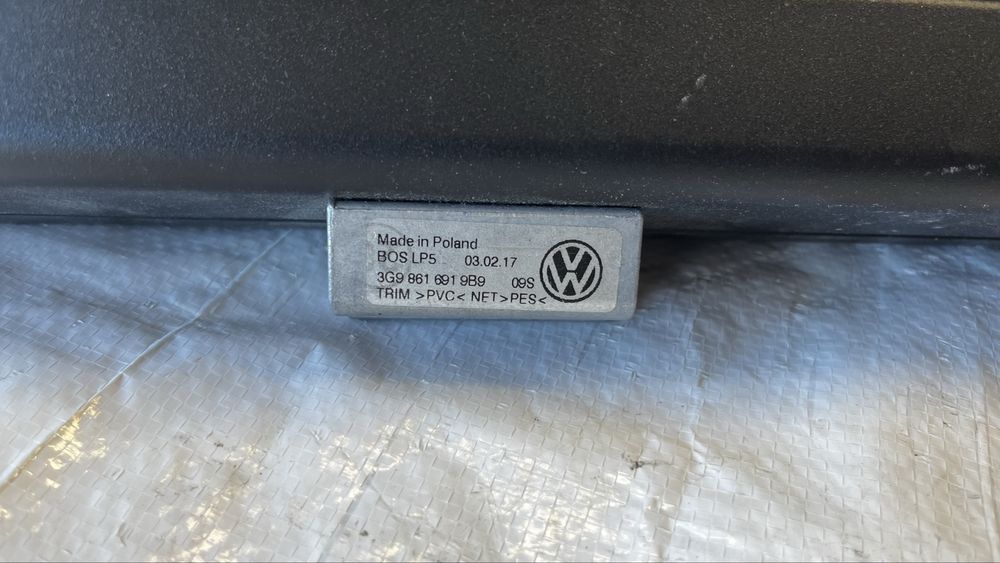 Made in Poland
BOS LP5 03.02.17
3G9 861 691 9B9 09S
TRIM >PVC< NET>PES<